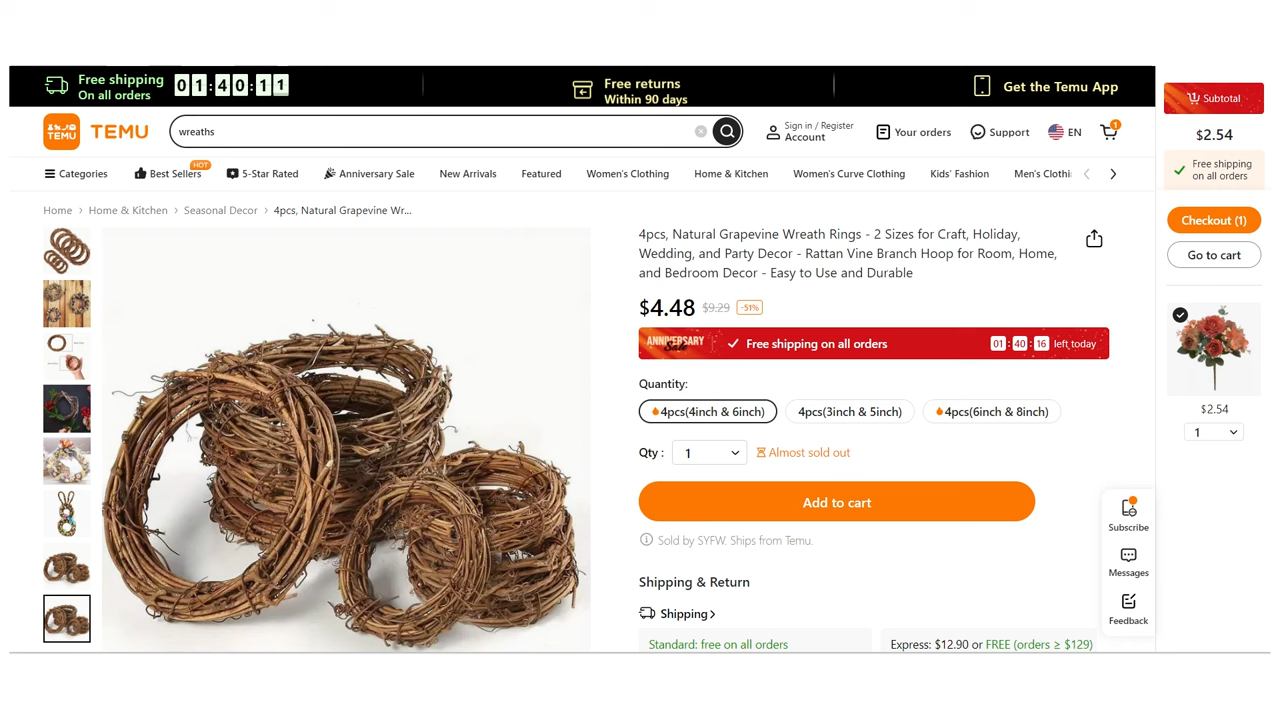 Free shipping
On all orders
01:40:11
Free returns
Within 90 days
Get the Temu App
TEMU
TEMU
wreaths
Sign in / Register
Account
Your orders
Support
EN
1
Categories
Best Sellers
HOT
5-Star Rated
Anniversary Sale
New Arrivals
Featured
Women's Clothing
Home & Kitchen
Women's Curve Clothing
Kids' Fashion
Men's Clothi
Home > Home & Kitchen > Seasonal Decor > 4pcs, Natural Grapevine Wr...
4pcs, Natural Grapevine Wreath Rings - 2 Sizes for Craft, Holiday,
Wedding, and Party Decor - Rattan Vine Branch Hoop for Room, Home,
and Bedroom Decor - Easy to Use and Durable
$4.48 $9.29 -51%
ANNIVERSARY
Sale
Free shipping on all orders
01:40:16 left today
Quantity:
4pcs(4inch & 6inch)
4pcs(3inch & 5inch)
4pcs(6inch & 8inch)
Qty : 1
Almost sold out
Add to cart
Sold by SYFW. Ships from Temu.
Shipping & Return
Shipping >
Standard: free on all orders
Express: $12.90 or FREE (orders ≥ $129)
Subscribe
Messages
Feedback
Subtotal
$2.54
Free shipping
on all orders
Checkout (1)
Go to cart
$2.54
1